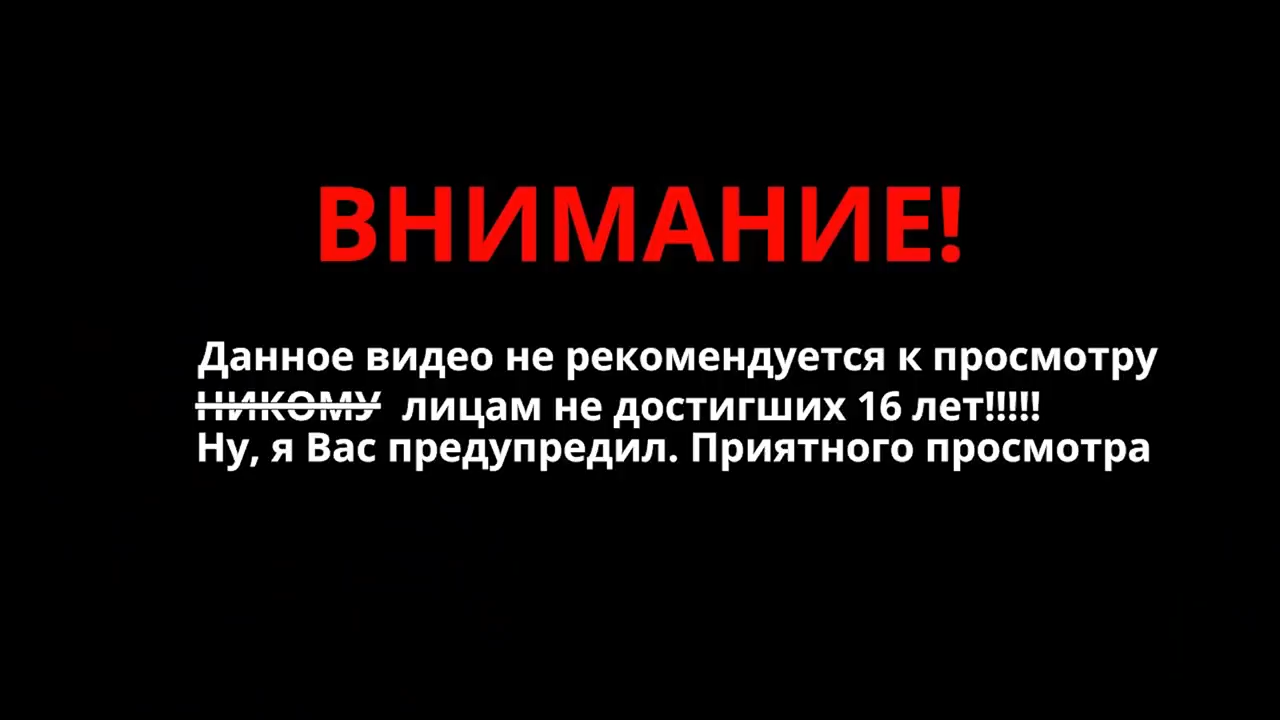 ВНИМАНИЕ!
Данное видео не рекомендуется к просмотру
НИКОМУ лицам не достигших 16 лет!!!!!
Ну, я Вас предупредил. Приятного просмотра